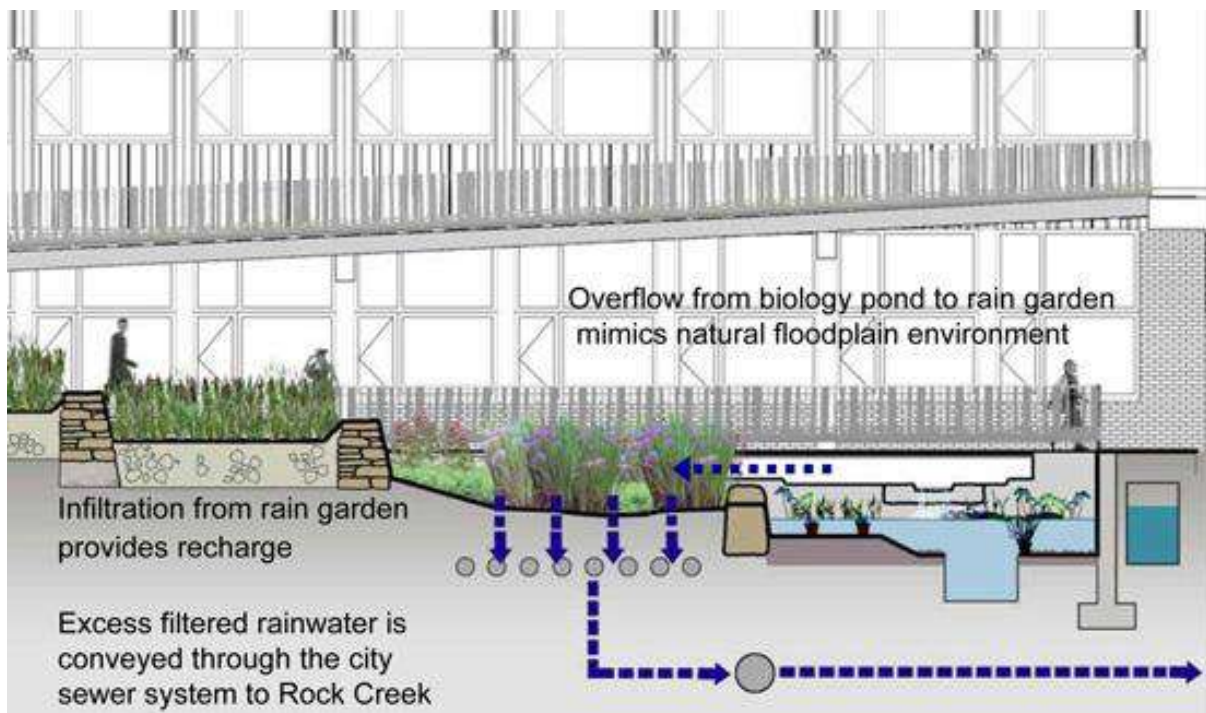 Overflow from biology pond to rain garden
mimics natural floodplain environment
Infiltration from rain garden
provides recharge
Excess filtered rainwater is
conveyed through the city
sewer system to Rock Creek